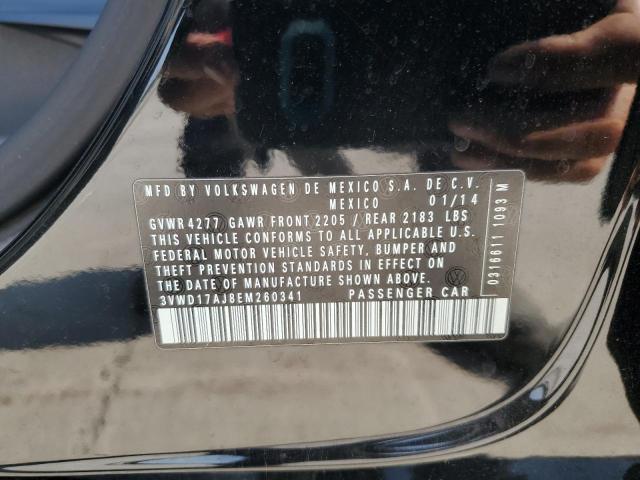 MFD BY VOLKSWAGEN DE MEXICO S.A. DE C.V.
MEXICO 01/14
GVWR 4277 GAWR FRONT 2205 / REAR 2183 LBS
THIS VEHICLE CONFORMS TO ALL APPLICABLE U.S.
FEDERAL MOTOR VEHICLE SAFETY, BUMPER AND
THEFT PREVENTION STANDARDS IN EFFECT ON
THE DATE OF MANUFACTURE SHOWN ABOVE.
3VWD17AJ8EM260341 PASSENGER CAR
0316611 1093 M